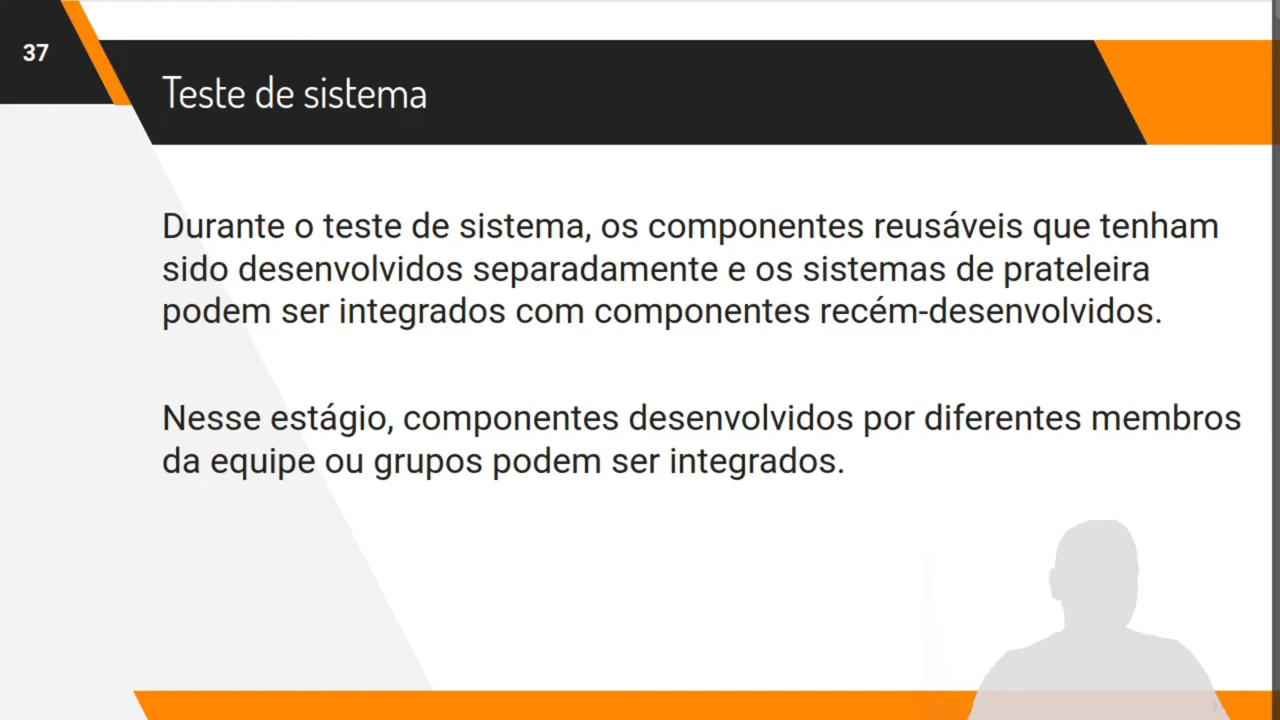 37
Teste de sistema
Durante o teste de sistema, os componentes reusáveis que tenham
sido desenvolvidos separadamente e os sistemas de prateleira
podem ser integrados com componentes recém-desenvolvidos.
Nesse estágio, componentes desenvolvidos por diferentes membros
da equipe ou grupos podem ser integrados.